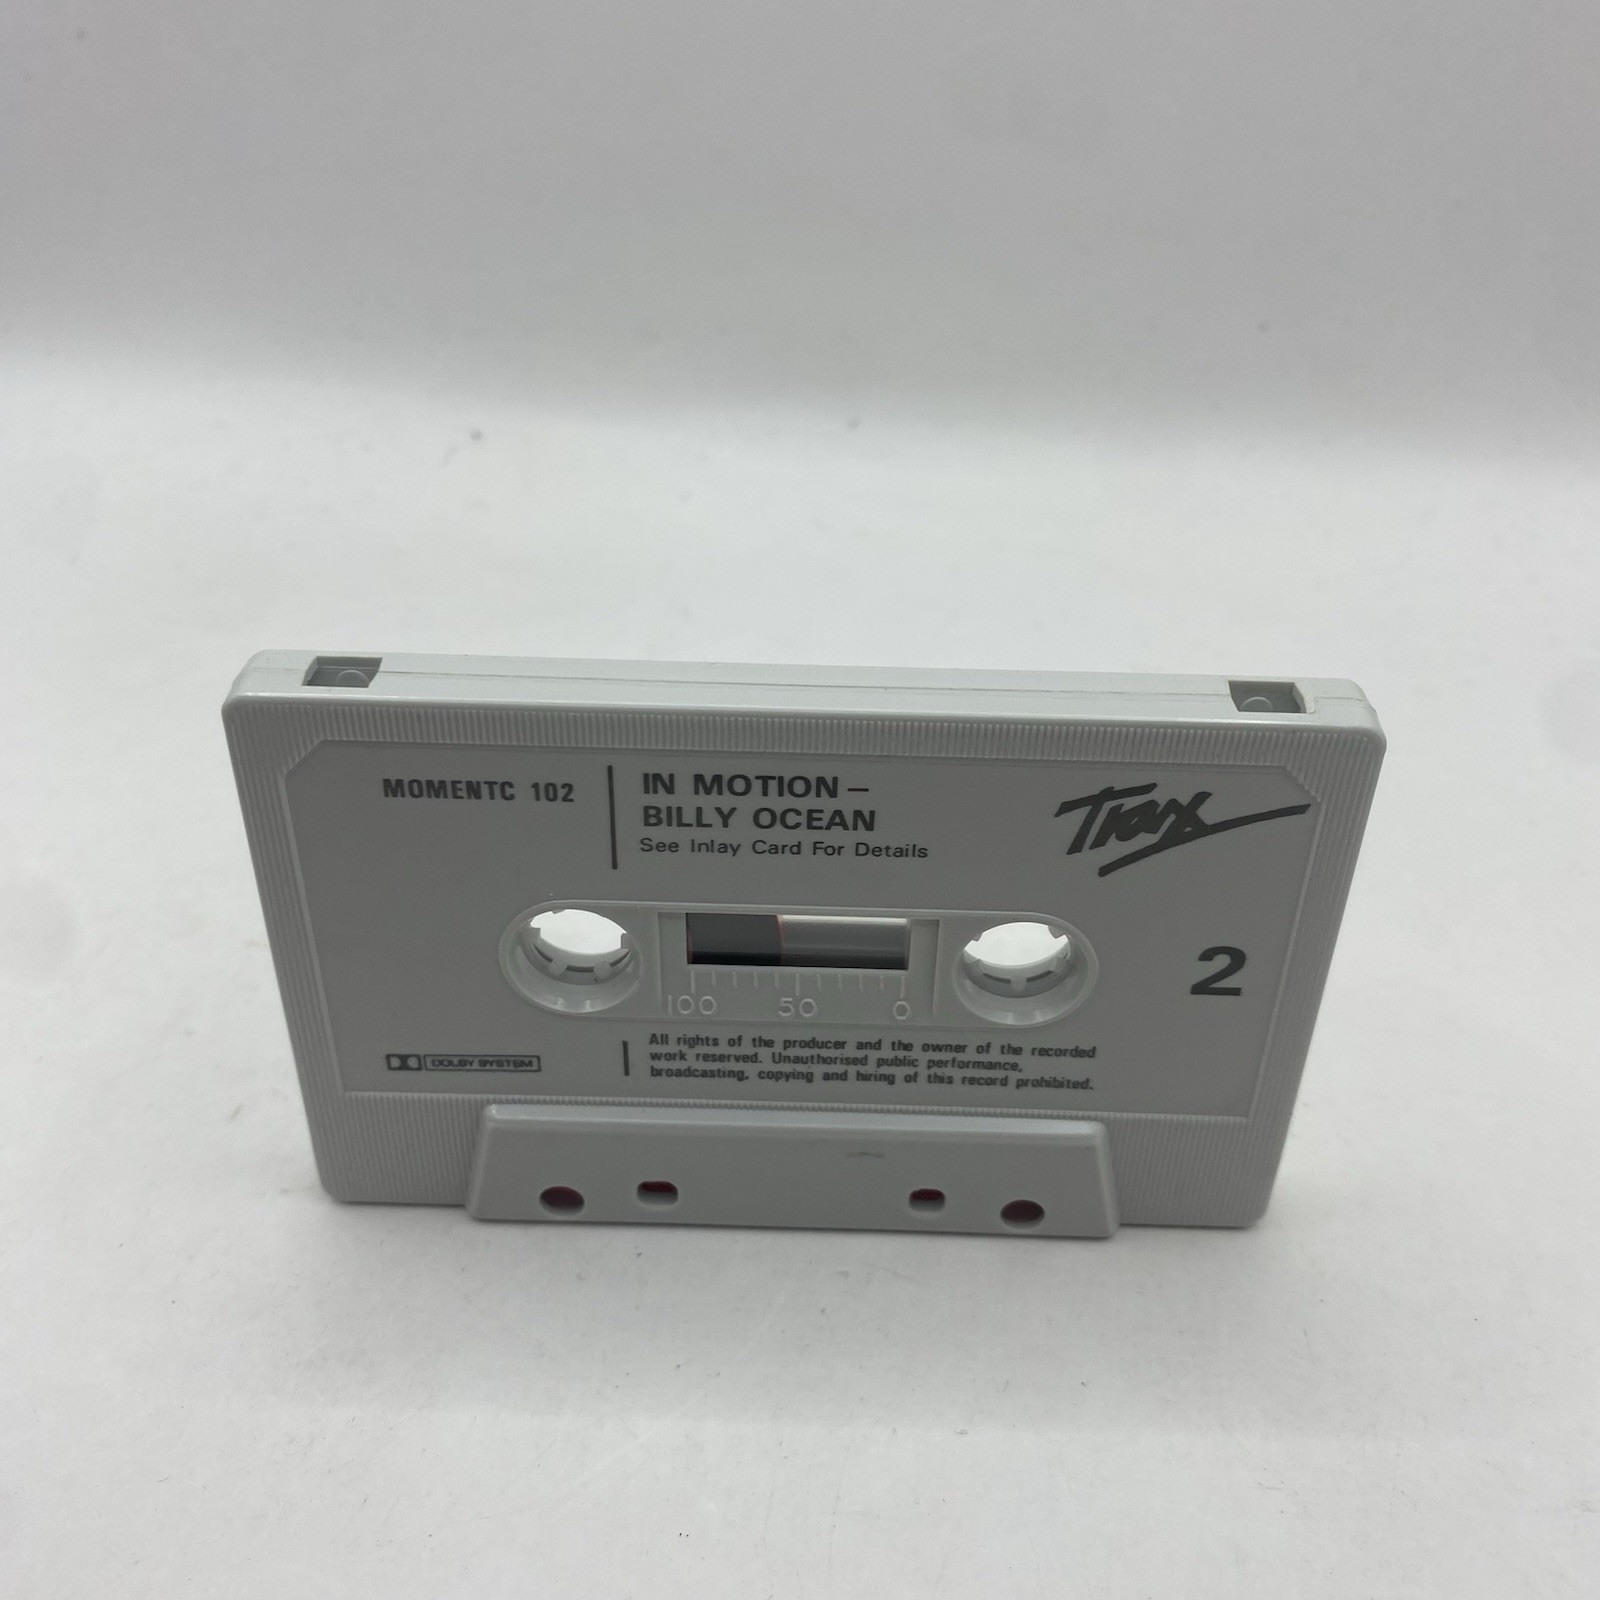 MOMENTC 102
IN MOTION –
BILLY OCEAN
See Inlay Card For Details
Trax
2
100 50 0
DOLBY SYSTEM
All rights of the producer and the owner of the recorded
work reserved. Unauthorised public performance,
broadcasting, copying and hiring of this record prohibited.